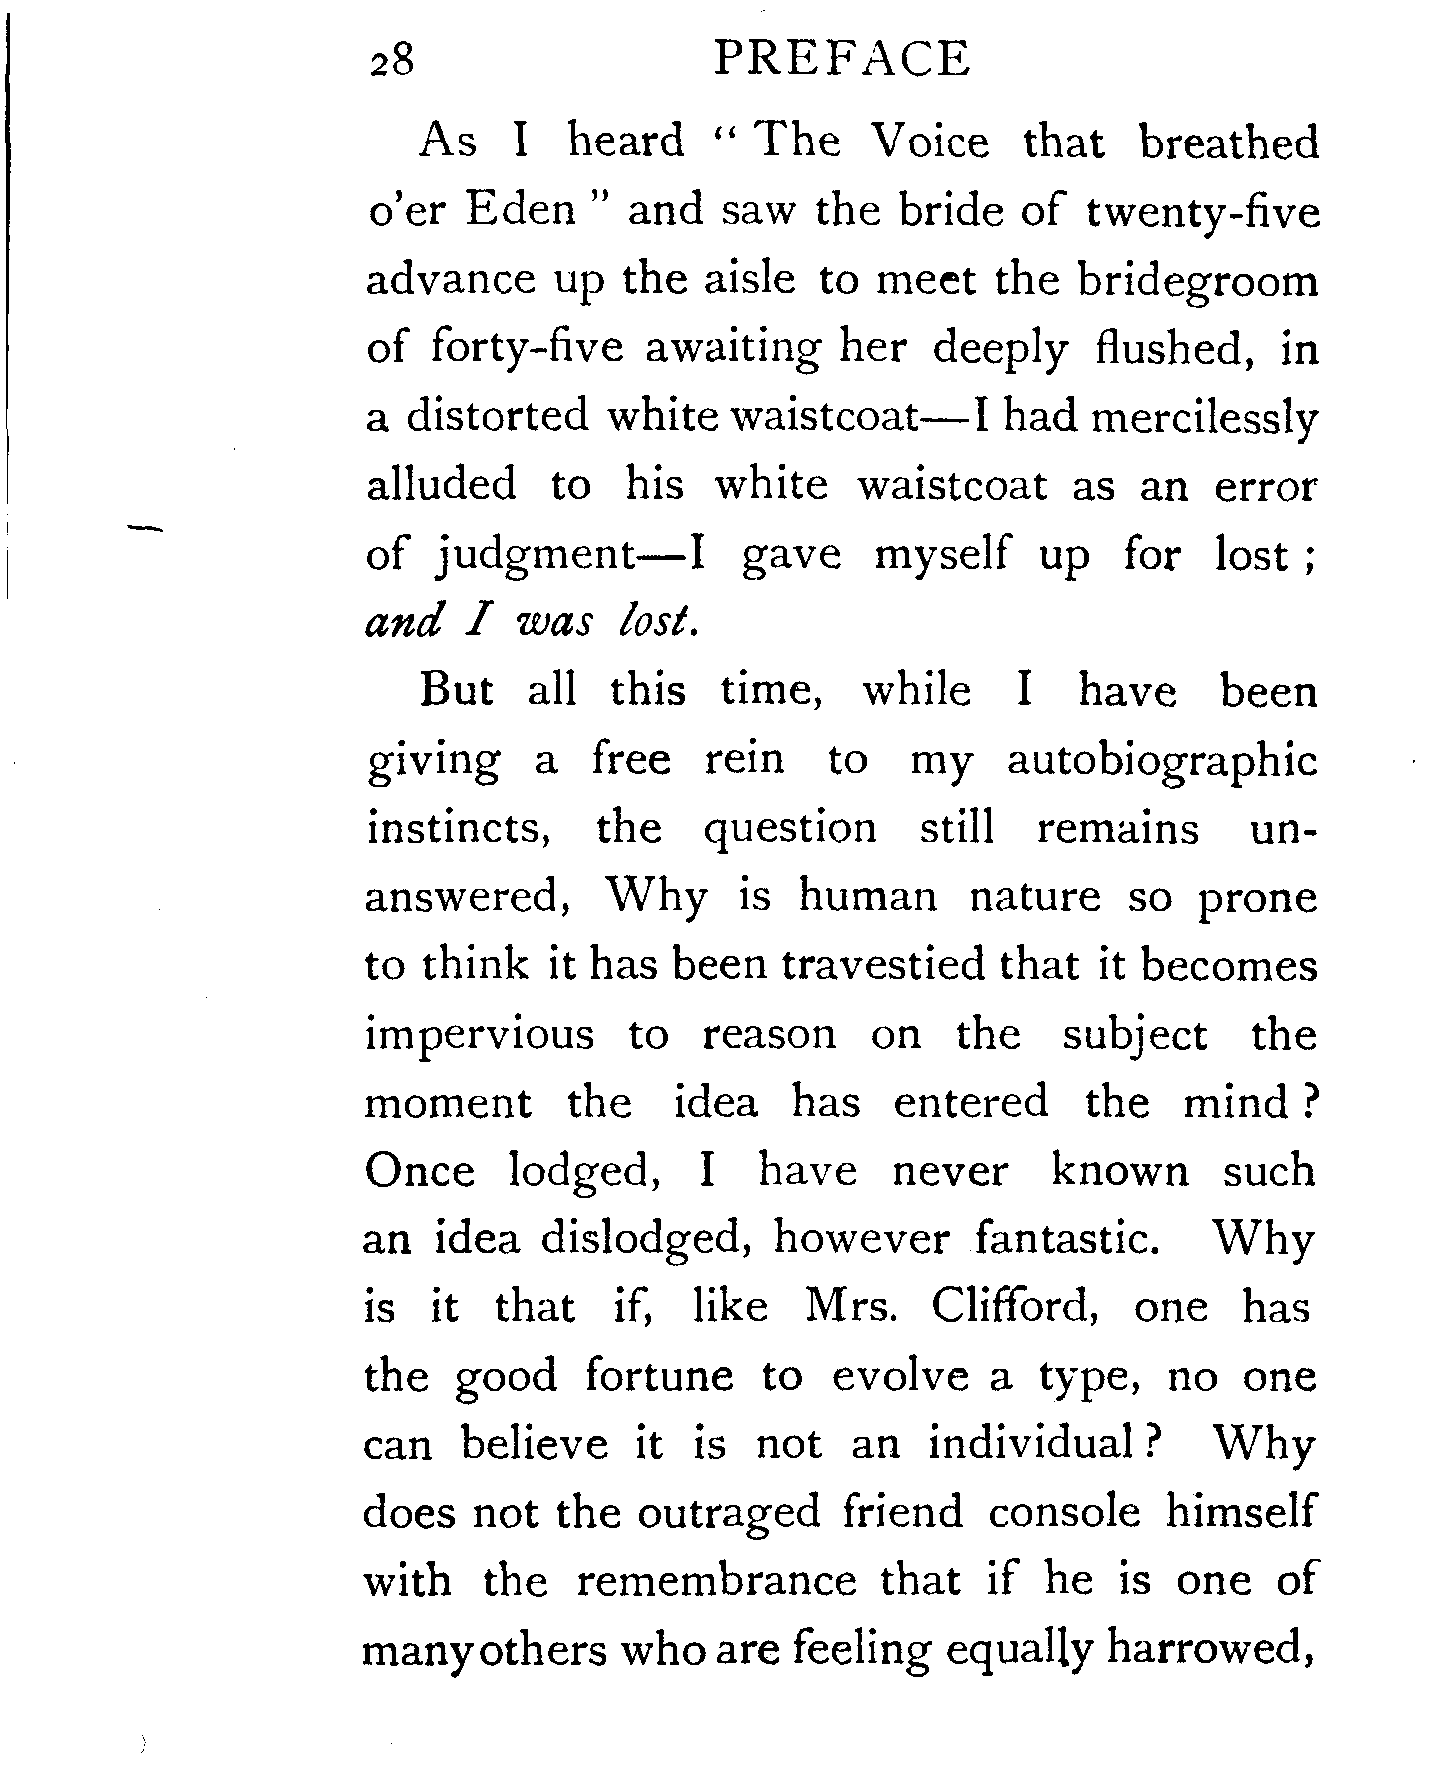 28 PREFACE
As I heard “ The Voice that breathed
o’er Eden ” and saw the bride of twenty-five
advance up the aisle to meet the bridegroom
of forty-five awaiting her deeply flushed, in
a distorted white waistcoat—I had mercilessly
alluded to his white waistcoat as an error
of judgment—I gave myself up for lost ;
and I was lost.
But all this time, while I have been
giving a free rein to my autobiographic
instincts, the question still remains un-
answered, Why is human nature so prone
to think it has been travestied that it becomes
impervious to reason on the subject the
moment the idea has entered the mind ?
Once lodged, I have never known such
an idea dislodged, however fantastic. Why
is it that if, like Mrs. Clifford, one has
the good fortune to evolve a type, no one
can believe it is not an individual ? Why
does not the outraged friend console himself
with the remembrance that if he is one of
many others who are feeling equally harrowed,